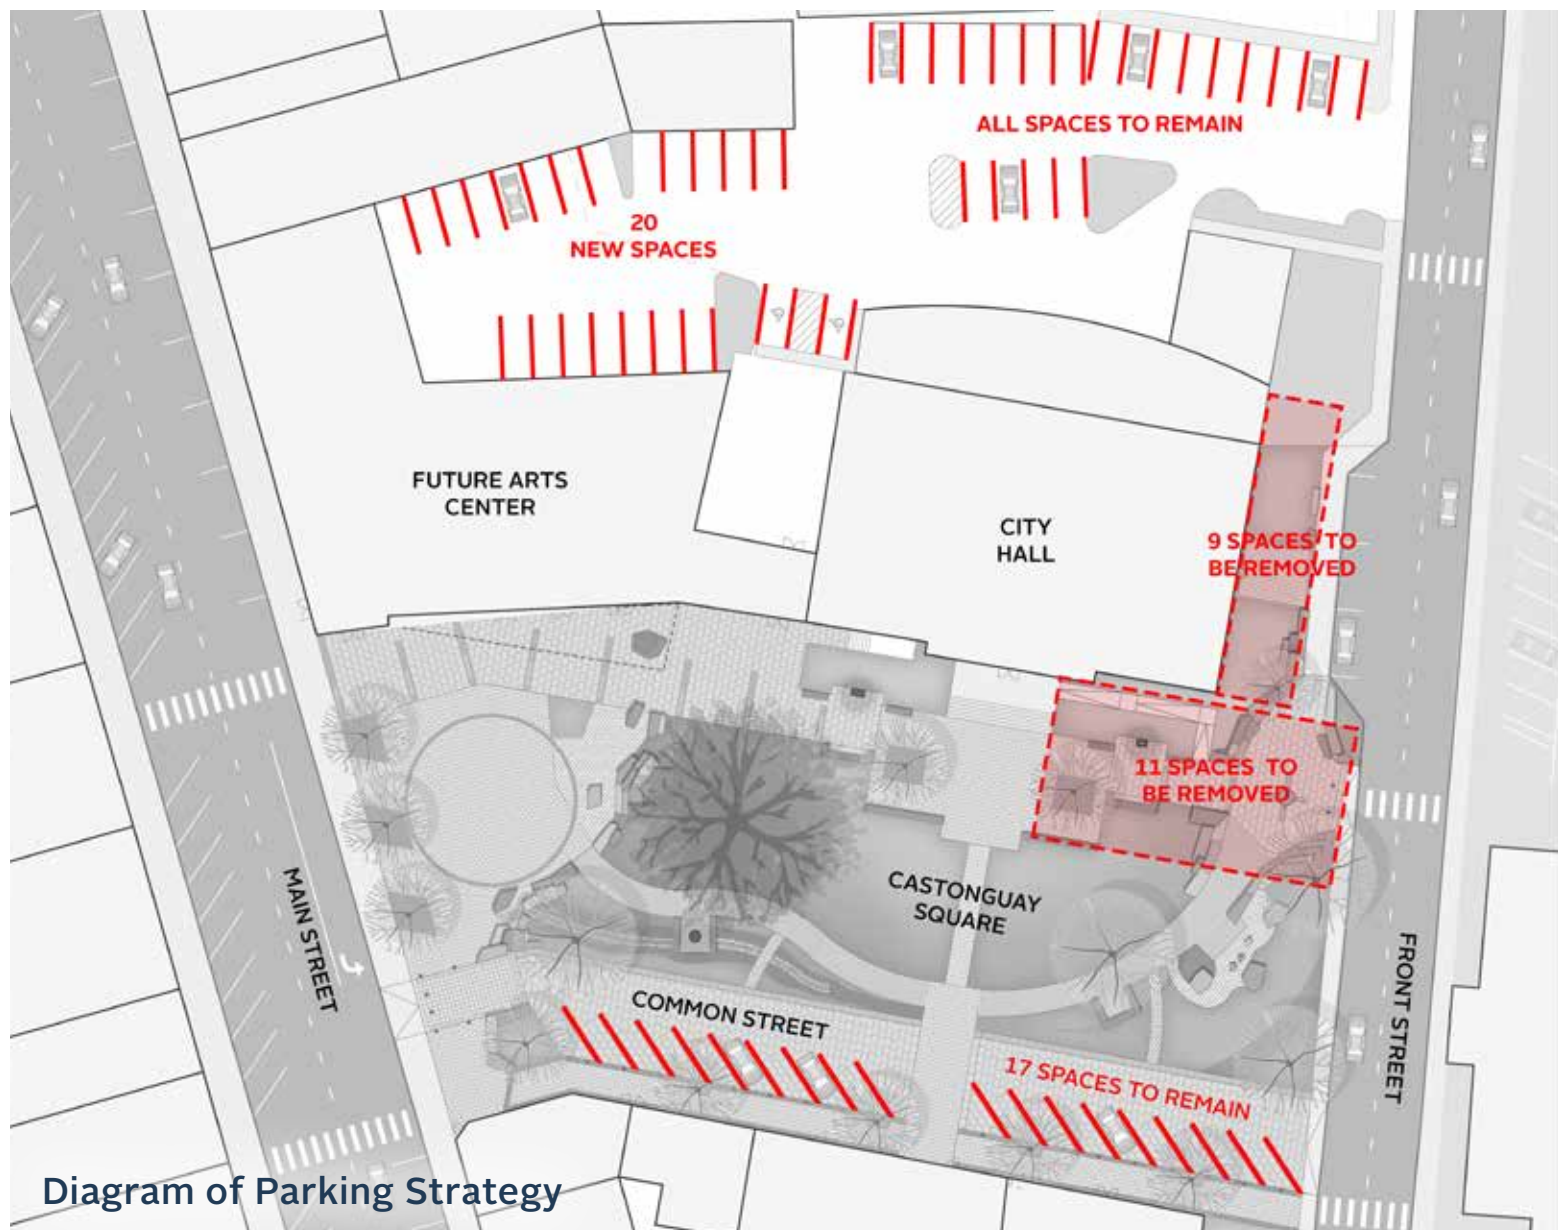 ALL SPACES TO REMAIN
20
NEW SPACES
FUTURE ARTS
CENTER
CITY
HALL
9 SPACES TO
BE REMOVED
11 SPACES TO
BE REMOVED
CASTONGUAY
SQUARE
MAIN STREET
FRONT STREET
COMMON STREET
17 SPACES TO REMAIN
Diagram of Parking Strategy